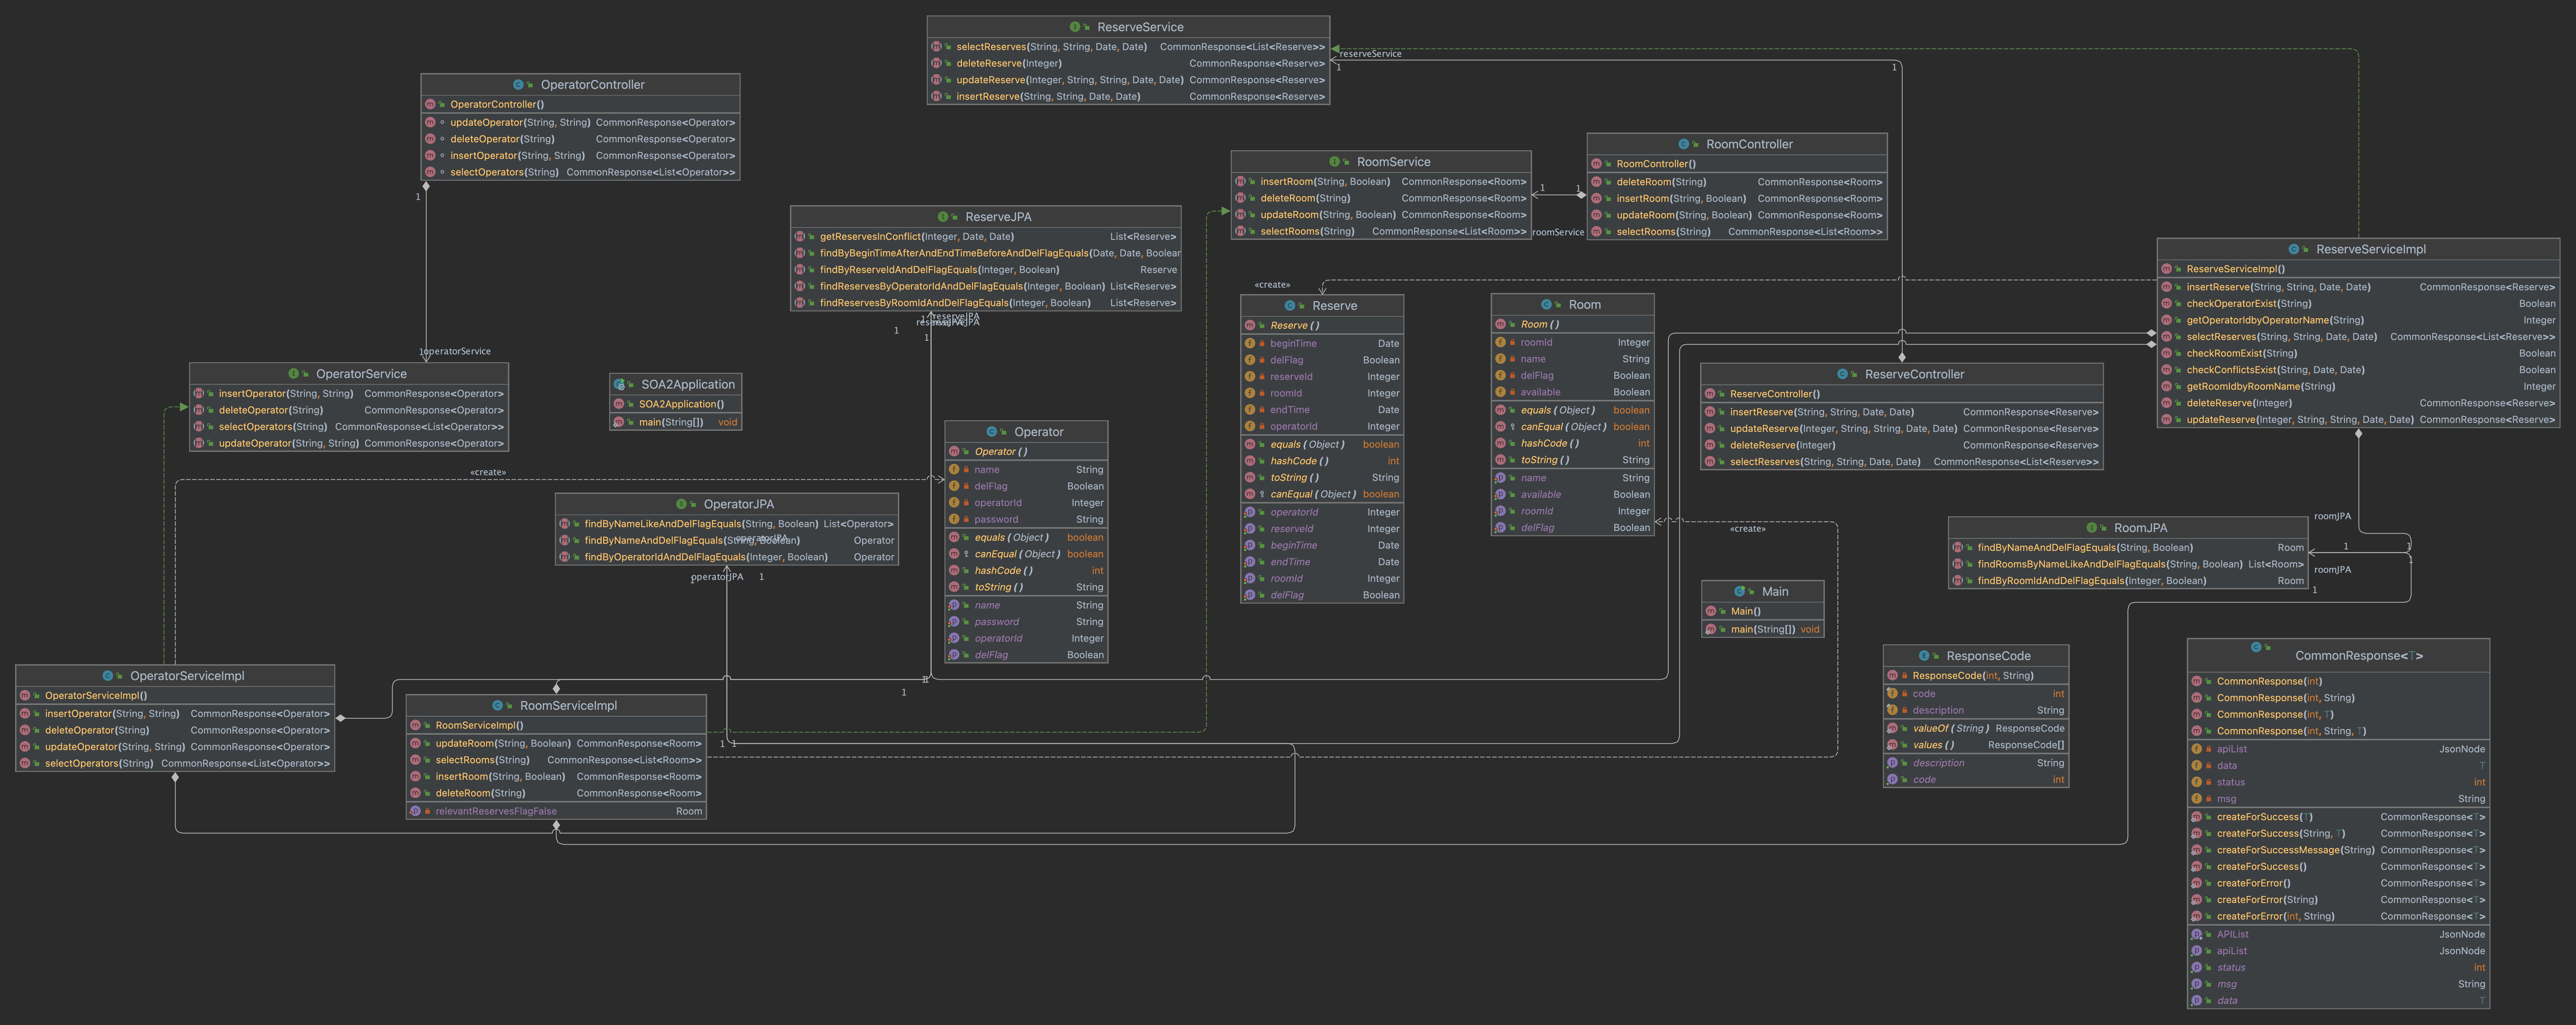 ReserveService
selectReserves(String, String, Date, Date) CommonResponse<List<Reserve>>
deleteReserve(Integer) CommonResponse<Reserve>
updateReserve(Integer, String, String, Date, Date) CommonResponse<Reserve>
insertReserve(String, String, Date, Date) CommonResponse<Reserve>
reserveService
1
1
OperatorController
OperatorController()
updateOperator(String, String) CommonResponse<Operator>
deleteOperator(String) CommonResponse<Operator>
insertOperator(String, String) CommonResponse<Operator>
selectOperators(String) CommonResponse<List<Operator>>
1
RoomController
RoomController()
deleteRoom(String) CommonResponse<Room>
insertRoom(String, Boolean) CommonResponse<Room>
updateRoom(String, Boolean) CommonResponse<Room>
selectRooms(String) CommonResponse<List<Room>>
RoomService
insertRoom(String, Boolean) CommonResponse<Room>
deleteRoom(String) CommonResponse<Room>
updateRoom(String, Boolean) CommonResponse<Room>
selectRooms(String) CommonResponse<List<Room>>
1
1
roomService
ReserveJPA
getReservesInConflict(Integer, Date, Date) List<Reserve>
findByBeginTimeAfterAndEndTimeBeforeAndDelFlagEquals(Date, Date, Boolear
findByReserveIdAndDelFlagEquals(Integer, Boolean) Reserve
findReservesByOperatorIdAndDelFlagEquals(Integer, Boolean) List<Reserve>
findReservesByRoomIdAndDelFlagEquals(Integer, Boolean) List<Reserve>
reserveJPA
1
1
ReserveServiceImpl
ReserveServiceImpl()
insertReserve(String, String, Date, Date) CommonResponse<Reserve>
checkOperatorExist(String) Boolean
getOperatorIdbyOperatorName(String) Integer
selectReserves(String, String, Date, Date) CommonResponse<List<Reserve>>
checkRoomExist(String) Boolean
checkConflictsExist(String, Date, Date) Boolean
getRoomIdbyRoomName(String) Integer
deleteReserve(Integer) CommonResponse<Reserve>
updateReserve(Integer, String, String, Date, Date) CommonResponse<Reserve>
«create»
Reserve
Reserve ()
beginTime Date
delFlag Boolean
reserveId Integer
roomId Integer
endTime Date
operatorId Integer
equals (Object) boolean
hashCode () int
toString () String
canEqual (Object) boolean
operatorId Integer
reserveId Integer
beginTime Date
endTime Date
roomId Integer
delFlag Boolean
Room
Room ()
roomId Integer
name String
delFlag Boolean
available Boolean
equals (Object) boolean
canEqual (Object) boolean
hashCode () int
toString () String
name String
available Boolean
roomId Integer
delFlag Boolean
«create»
ReserveController
ReserveController()
insertReserve(String, String, Date, Date) CommonResponse<Reserve>
updateReserve(Integer, String, String, Date, Date) CommonResponse<Reserve>
deleteReserve(Integer) CommonResponse<Reserve>
selectReserves(String, String, Date, Date) CommonResponse<List<Reserve>>
1operatorService
OperatorService
insertOperator(String, String) CommonResponse<Operator>
deleteOperator(String) CommonResponse<Operator>
selectOperators(String) CommonResponse<List<Operator>>
updateOperator(String, String) CommonResponse<Operator>
SOA2Application
SOA2Application()
main(String[]) void
«create»
Operator
Operator ()
name String
delFlag Boolean
operatorId Integer
password String
equals (Object) boolean
canEqual (Object) boolean
hashCode () int
toString () String
name String
password String
operatorId Integer
delFlag Boolean
OperatorJPA
findByNameLikeAndDelFlagEquals(String, Boolean) List<Operator>
findByNameAndDelFlagEquals(String, Boolean) Operator
operatorJPA
findByOperatorIdAndDelFlagEquals(Integer, Boolean) Operator
operatorJPA
1
1
roomJPA
RoomJPA
findByNameAndDelFlagEquals(String, Boolean) Room
findRoomsByNameLikeAndDelFlagEquals(String, Boolean) List<Room>
findByRoomIdAndDelFlagEquals(Integer, Boolean) Room
1
1
1
roomJPA
1
Main
Main()
main(String[]) void
ResponseCode
ResponseCode(int, String)
code int
description String
valueOf (String) ResponseCode
values () ResponseCode[]
description String
code int
CommonResponse<T>
CommonResponse(int)
CommonResponse(int, String)
CommonResponse(int, T)
CommonResponse(int, String, T)
apiList JsonNode
data T
status int
msg String
createForSuccess(T) CommonResponse<T>
createForSuccess(String, T) CommonResponse<T>
createForSuccessMessage(String) CommonResponse<T>
createForSuccess() CommonResponse<T>
createForError() CommonResponse<T>
createForError(String) CommonResponse<T>
createForError(int, String) CommonResponse<T>
APIList JsonNode
apiList JsonNode
status int
msg String
data T
OperatorServiceImpl
OperatorServiceImpl()
insertOperator(String, String) CommonResponse<Operator>
deleteOperator(String) CommonResponse<Operator>
updateOperator(String, String) CommonResponse<Operator>
selectOperators(String) CommonResponse<List<Operator>>
1
RoomServiceImpl
RoomServiceImpl()
updateRoom(String, Boolean) CommonResponse<Room>
selectRooms(String) CommonResponse<List<Room>>
insertRoom(String, Boolean) CommonResponse<Room>
deleteRoom(String) CommonResponse<Room>
relevantReservesFlagFalse Room
1 1